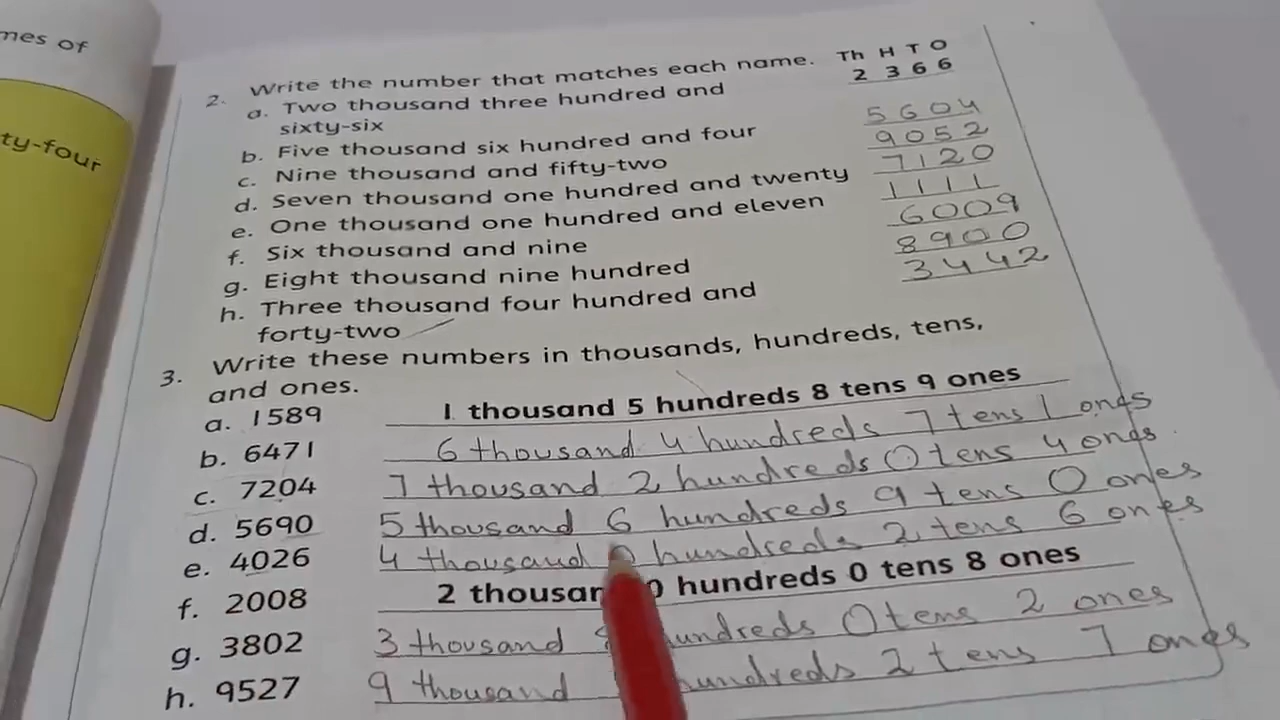 mes of
ty-four
2. Write the number that matches each name. Th H T O
a. Two thousand three hundred and 2 3 6 6
sixty-six
b. Five thousand six hundred and four 5604
c. Nine thousand and fifty-two 9052
d. Seven thousand one hundred and twenty 7120
e. One thousand one hundred and eleven 1111
f. Six thousand and nine 6009
g. Eight thousand nine hundred 8900
h. Three thousand four hundred and 3442
forty-two
3. Write these numbers in thousands, hundreds, tens,
and ones.
a. 1589 1 thousand 5 hundreds 8 tens 9 ones
b. 6471 6 thousand 4 hundreds 7 tens 1 ones
c. 7204 7 thousand 2 hundreds 0 tens 4 ones
d. 5690 5 thousand 6 hundreds 9 tens 0 ones
e. 4026 4 thousand 0 hundreds 2 tens 6 ones
f. 2008 2 thousan 0 hundreds 0 tens 8 ones
g. 3802 3 thousand hundreds 0 tens 2 ones
h. 9527 9 thousand hundreds 2 tens 7 ones